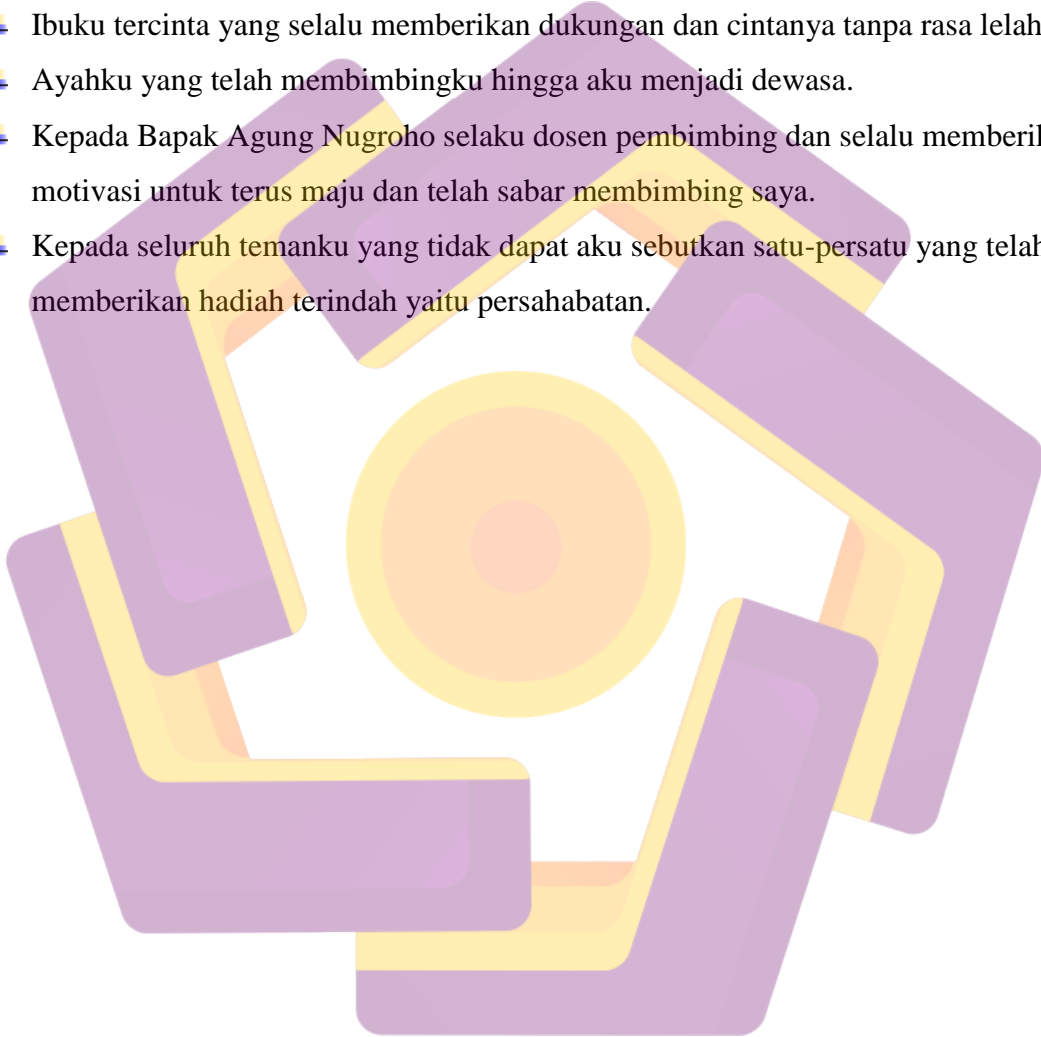 Ibuku tercinta yang selalu memberikan dukungan dan cintanya tanpa rasa lelah
Ayahku yang telah membimbingku hingga aku menjadi dewasa.
Kepada Bapak Agung Nugroho selaku dosen pembimbing dan selalu memberik
motivasi untuk terus maju dan telah sabar membimbing saya.
Kepada seluruh temanku yang tidak dapat aku sebutkan satu-persatu yang telah
memberikan hadiah terindah yaitu persahabatan.